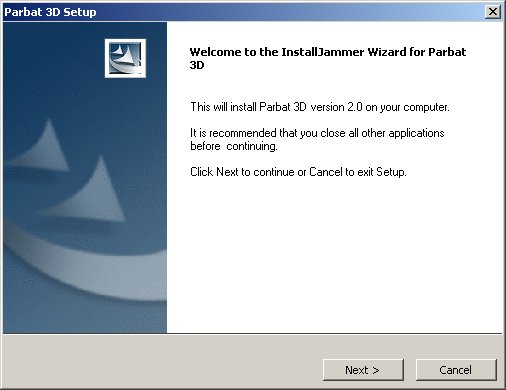 Parbat 3D Setup
Welcome to the InstallJammer Wizard for Parbat
3D
This will install Parbat 3D version 2.0 on your computer.
It is recommended that you close all other applications
before continuing.
Click Next to continue or Cancel to exit Setup.
Next >
Cancel